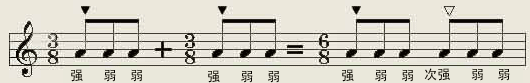 3/8 + 3/8 = 6/8
强 弱 弱 强 弱 弱 强 弱 弱 次强 弱 弱